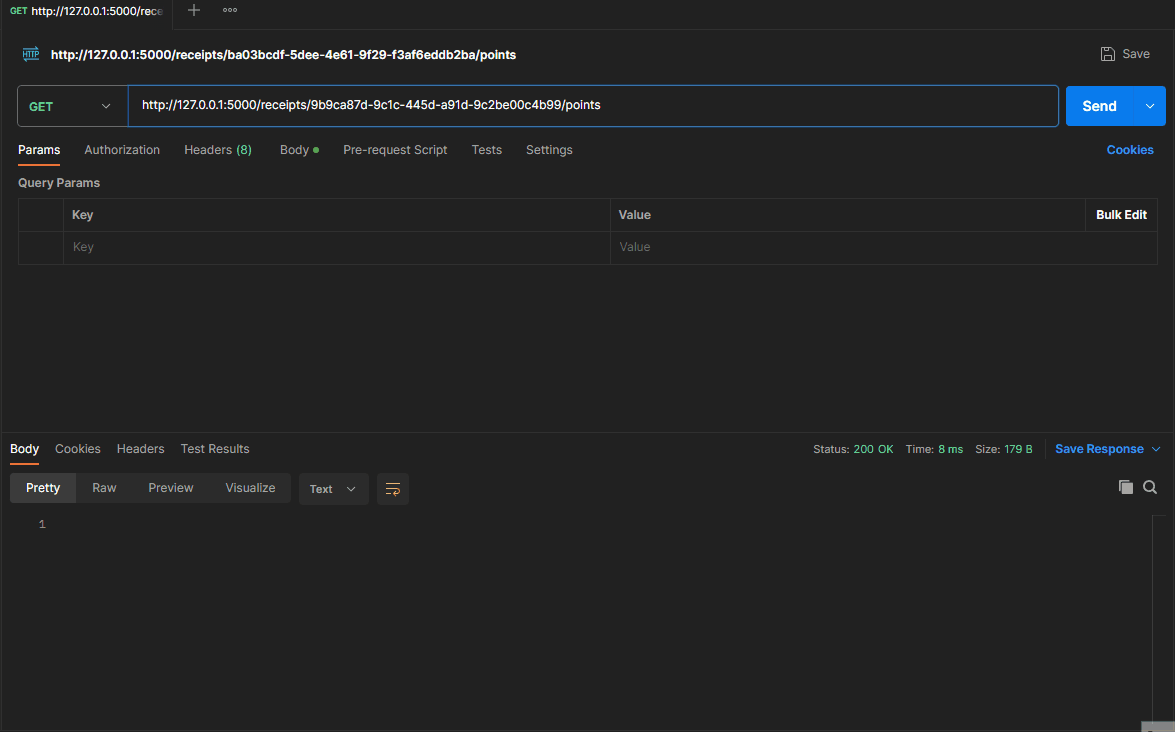 GET http://127.0.0.1:5000/rece
http://127.0.0.1:5000/receipts/ba03bcdf-5dee-4e61-9f29-f3af6eddb2ba/points Save
GET http://127.0.0.1:5000/receipts/9b9ca87d-9c1c-445d-a91d-9c2be00c4b99/points Send
Params Authorization Headers (8) Body Pre-request Script Tests Settings Cookies
Query Params
Key Value Bulk Edit
Key Value
Body Cookies Headers Test Results Status: 200 OK Time: 8 ms Size: 179 B Save Response
Pretty Raw Preview Visualize Text
1